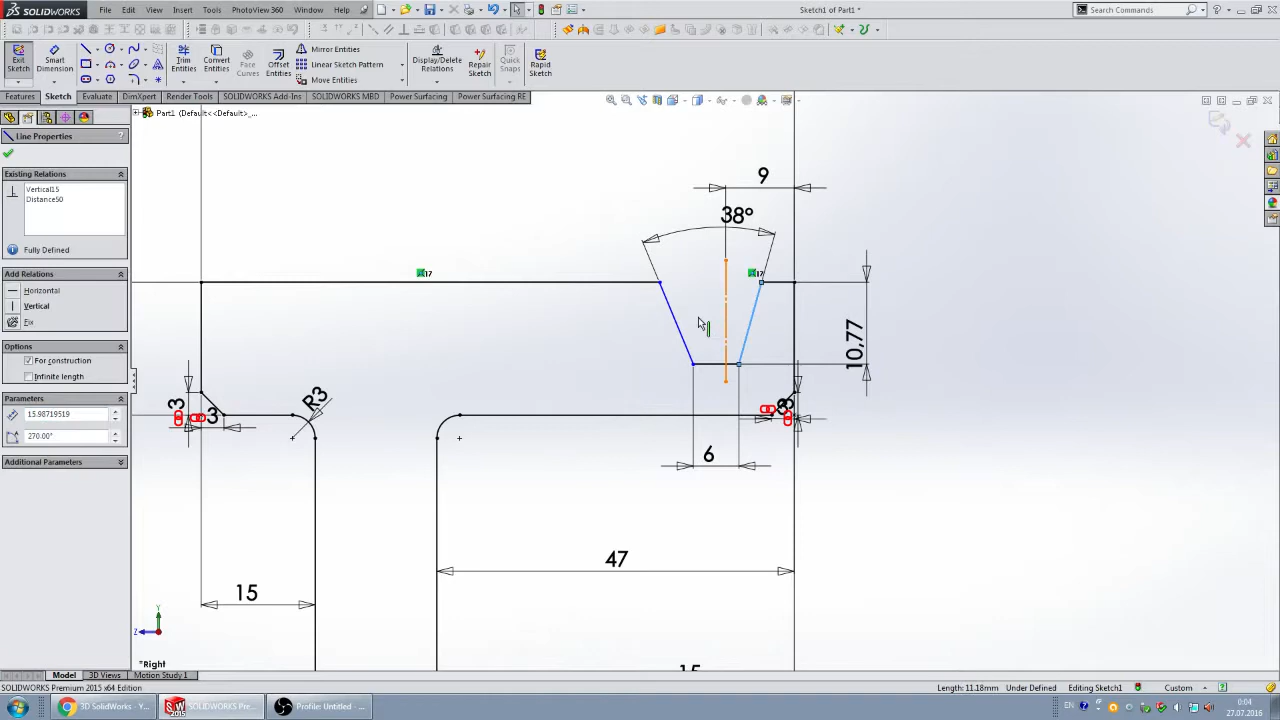 SOLIDWORKS
File Edit View Insert Tools PhotoView 360 Window Help
Sketch1 of Part1 *
Search Commands
Exit Sketch
Smart Dimension
Trim Entities
Convert Entities
Face Curves
Offset Entities
Mirror Entities
Linear Sketch Pattern
Move Entities
Display/Delete Relations
Repair Sketch
Quick Snaps
Rapid Sketch
Features Sketch Evaluate DimXpert Render Tools SOLIDWORKS Add-Ins SOLIDWORKS MBD Power Surfacing Power Surfacing RE
Part1 (Default<<Default>_...
Line Properties ?
Existing Relations
Vertical15
Distance50
Fully Defined
Add Relations
Horizontal
Vertical
Fix
Options
For construction
Infinite length
Parameters
15.98719519
270.00°
Additional Parameters
9
38°
17
17
10,77
3
3
R3
6
47
15
15
Y
Z
*Right
Model 3D Views Motion Study 1
SOLIDWORKS Premium 2015 x64 Edition
Length: 11.18mm Under Defined Editing Sketch1 Custom
3D SolidWorks - Y...
SOLIDWORKS Pre...
Profile: Untitled - ...
EN
0:04
27.07.2016